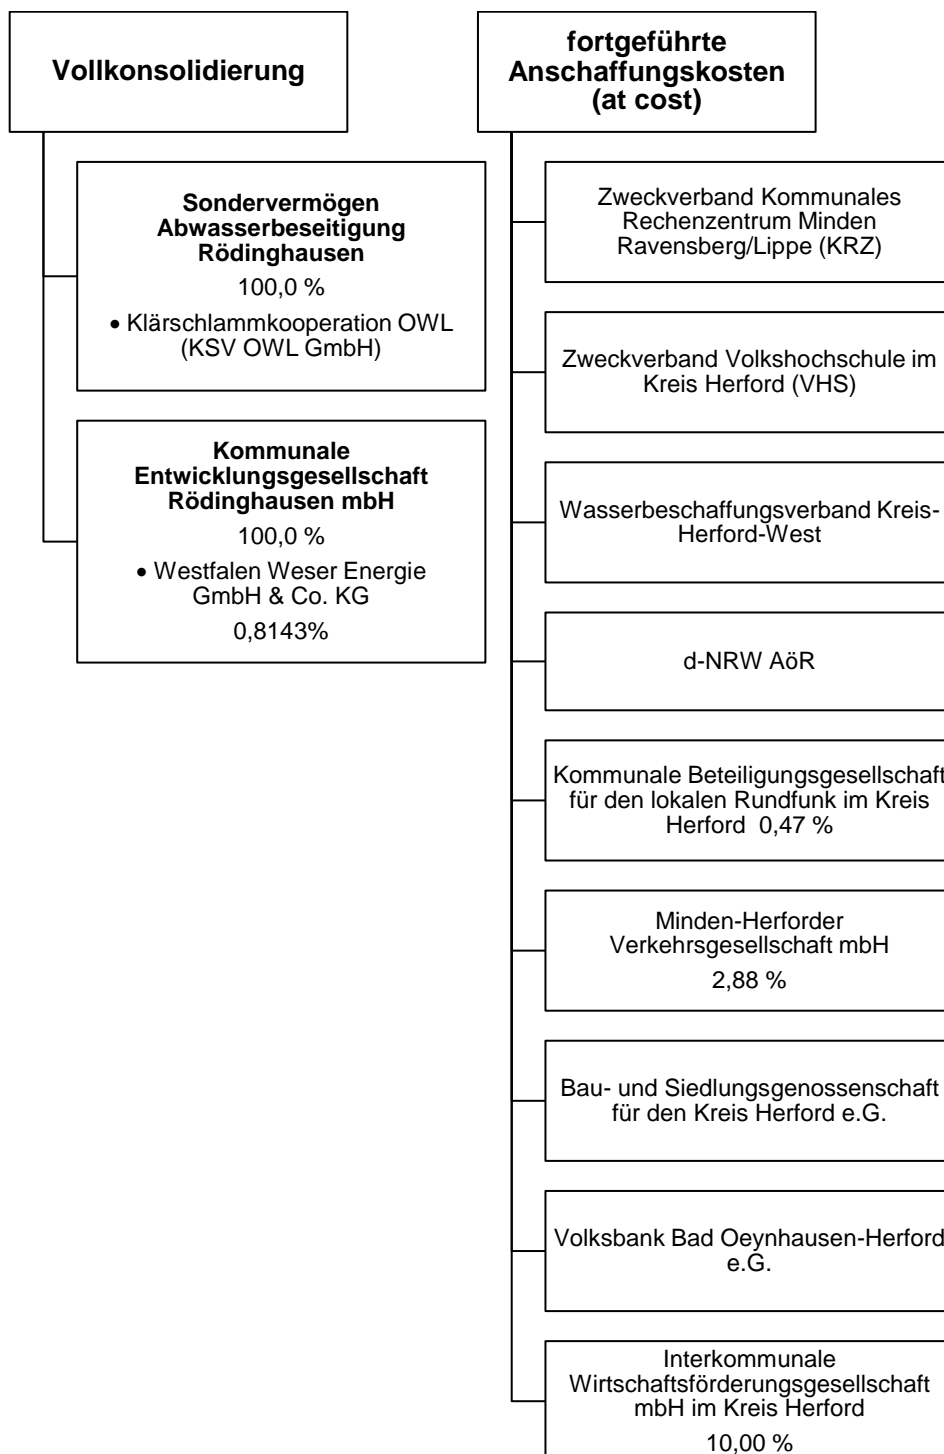 Vollkonsolidierung
Sondervermögen
Abwasserbeseitigung
Rödinghausen
100,0 %
• Klärschlammkooperation OWL
(KSV OWL GmbH)
Kommunale
Entwicklungsgesellschaft
Rödinghausen mbH
100,0 %
• Westfalen Weser Energie
GmbH & Co. KG
0,8143%
fortgeführte
Anschaffungskosten
(at cost)
Zweckverband Kommunales
Rechenzentrum Minden
Ravensberg/Lippe (KRZ)
Zweckverband Volkshochschule im
Kreis Herford (VHS)
Wasserbeschaffungsverband Kreis-
Herford-West
d-NRW AöR
Kommunale Beteiligungsgesellschaft
für den lokalen Rundfunk im Kreis
Herford 0,47 %
Minden-Herforder
Verkehrsgesellschaft mbH
2,88 %
Bau- und Siedlungsgenossenschaft
für den Kreis Herford e.G.
Volksbank Bad Oeynhausen-Herford
e.G.
Interkommunale
Wirtschaftsförderungsgesellschaft
mbH im Kreis Herford
10,00 %